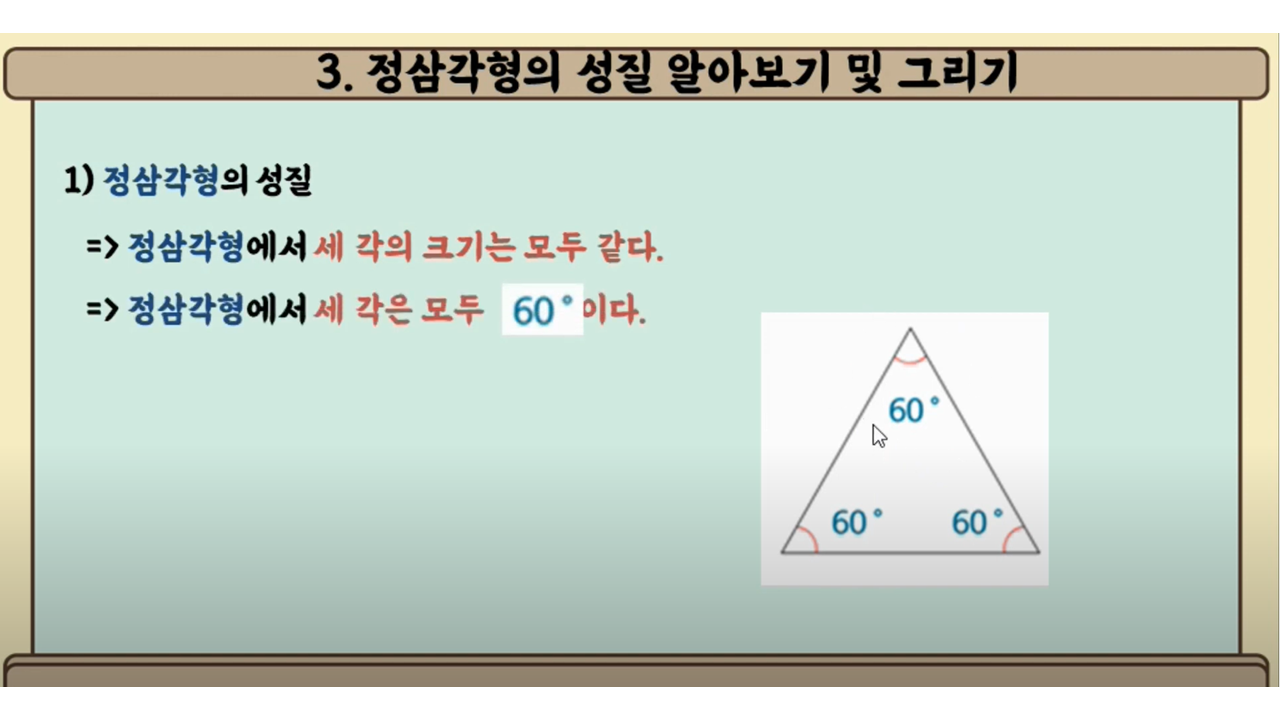 3. 정삼각형의 성질 알아보기 및 그리기
1) 정삼각형의 성질
=> 정삼각형에서 세 각의 크기는 모두 같다.
=> 정삼각형에서 세 각은 모두 60°이다.
60°
60° 60°